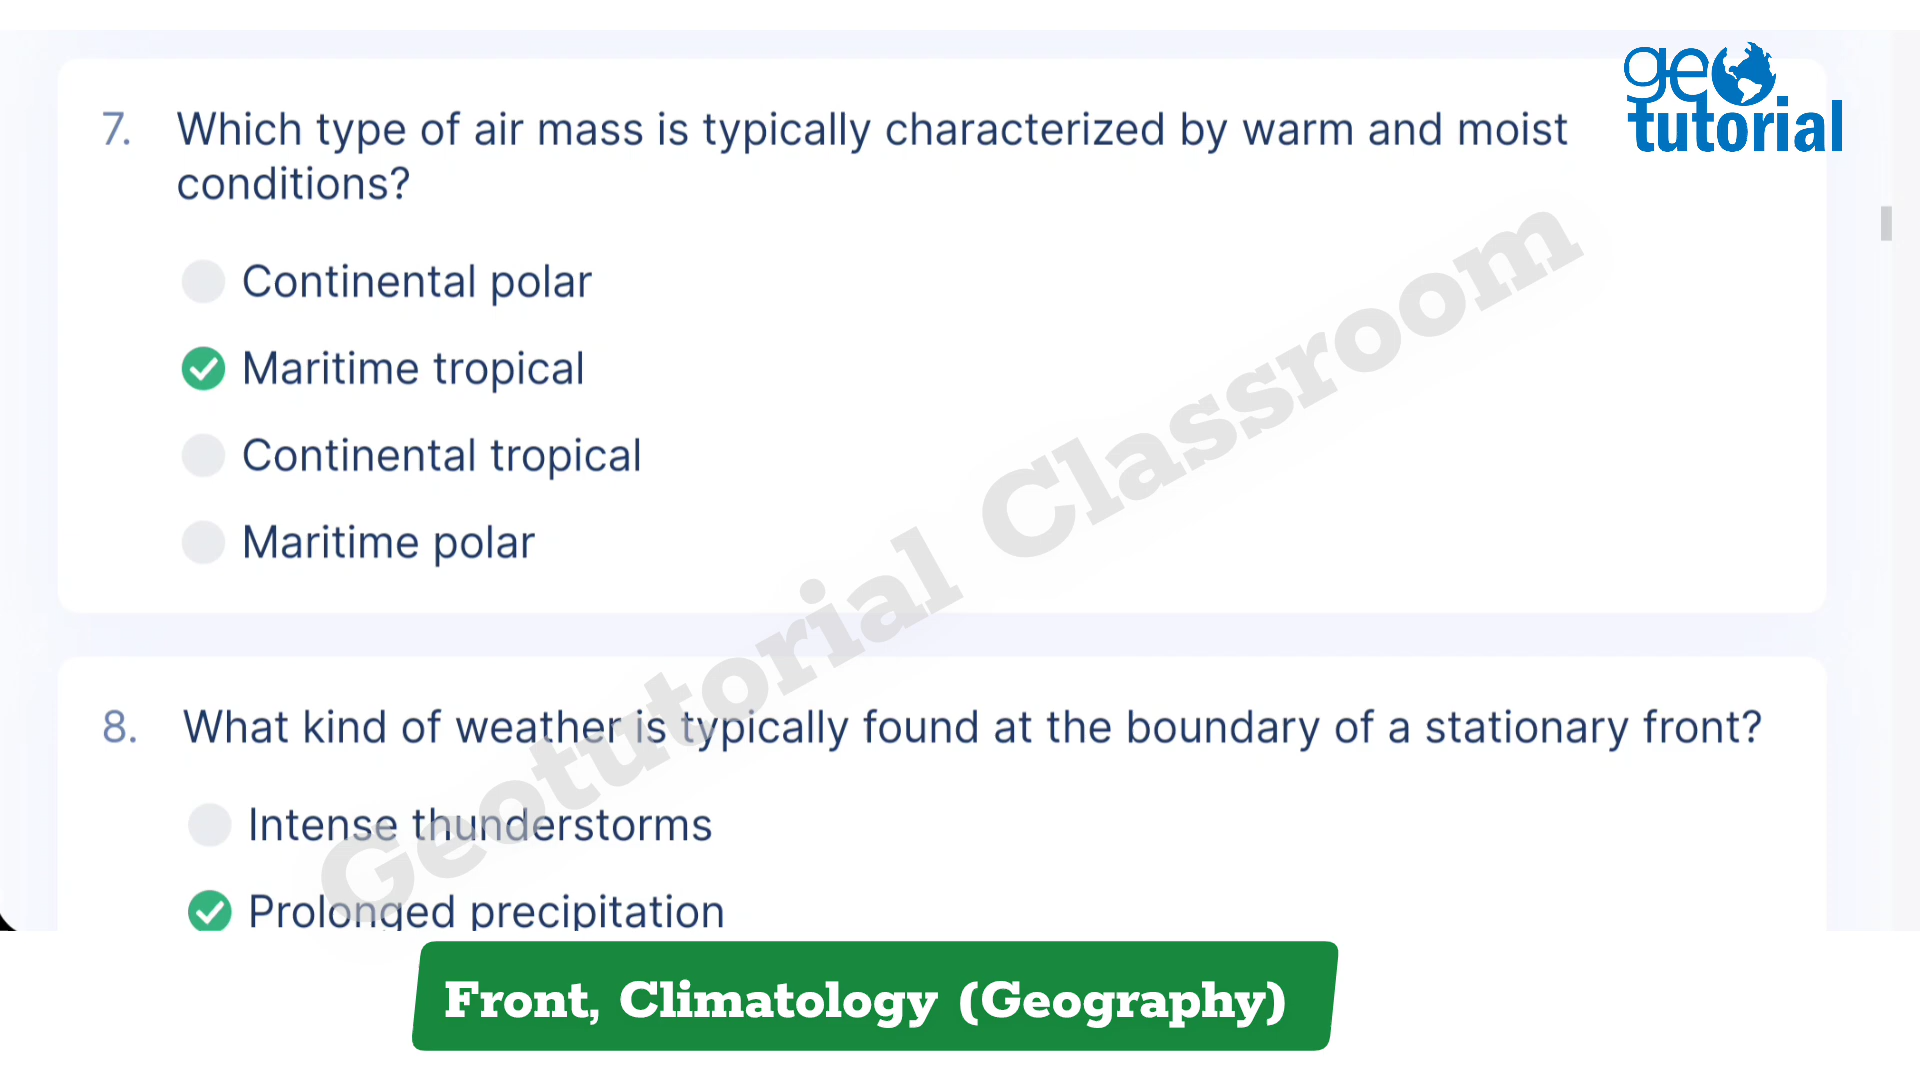 geo
tutorial
7. Which type of air mass is typically characterized by warm and moist
conditions?
Continental polar
Maritime tropical
Continental tropical
Maritime polar
Geotutorial Classroom
8. What kind of weather is typically found at the boundary of a stationary front?
Intense thunderstorms
Prolonged precipitation
Front, Climatology (Geography)